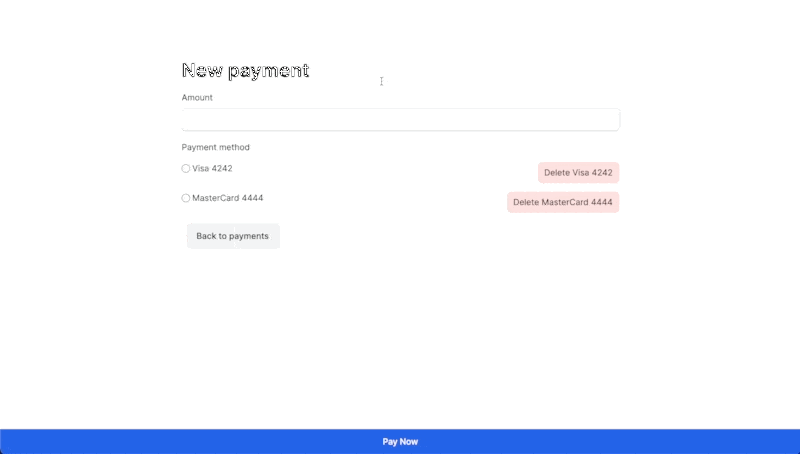 New payment
Amount
Payment method
Visa 4242
Delete Visa 4242
MasterCard 4444
Delete MasterCard 4444
Back to payments
Pay Now